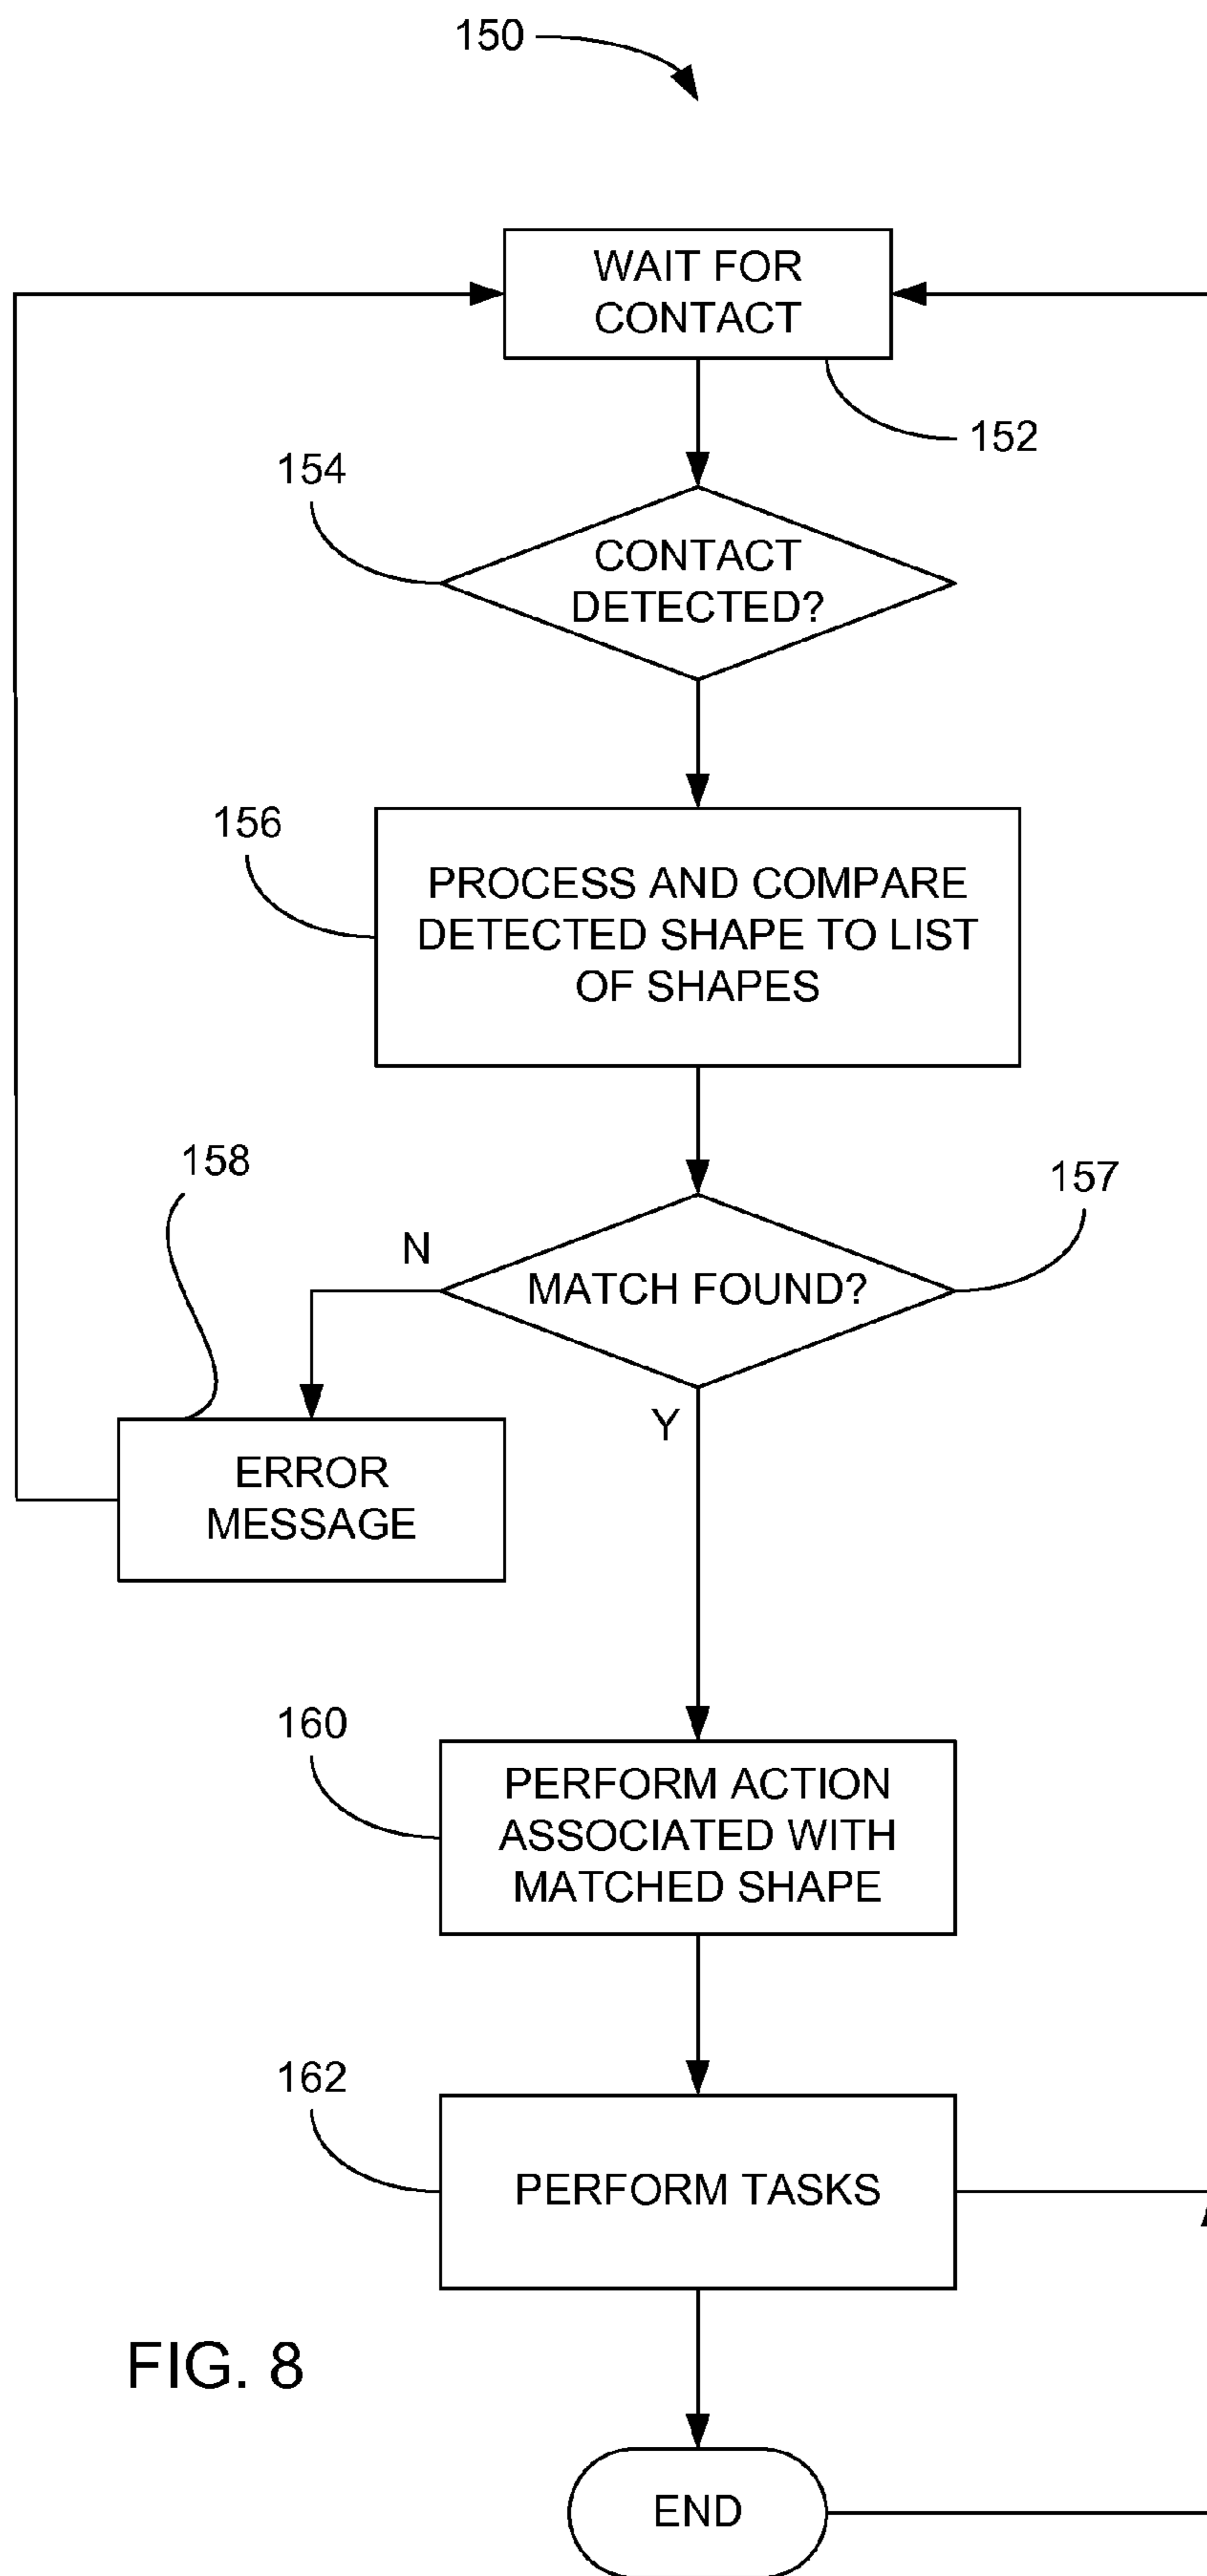 150
WAIT FOR
CONTACT
152
154
CONTACT
DETECTED?
156
PROCESS AND COMPARE
DETECTED SHAPE TO LIST
OF SHAPES
158
157
N
MATCH FOUND?
Y
ERROR
MESSAGE
160
PERFORM ACTION
ASSOCIATED WITH
MATCHED SHAPE
162
PERFORM TASKS
FIG. 8
END